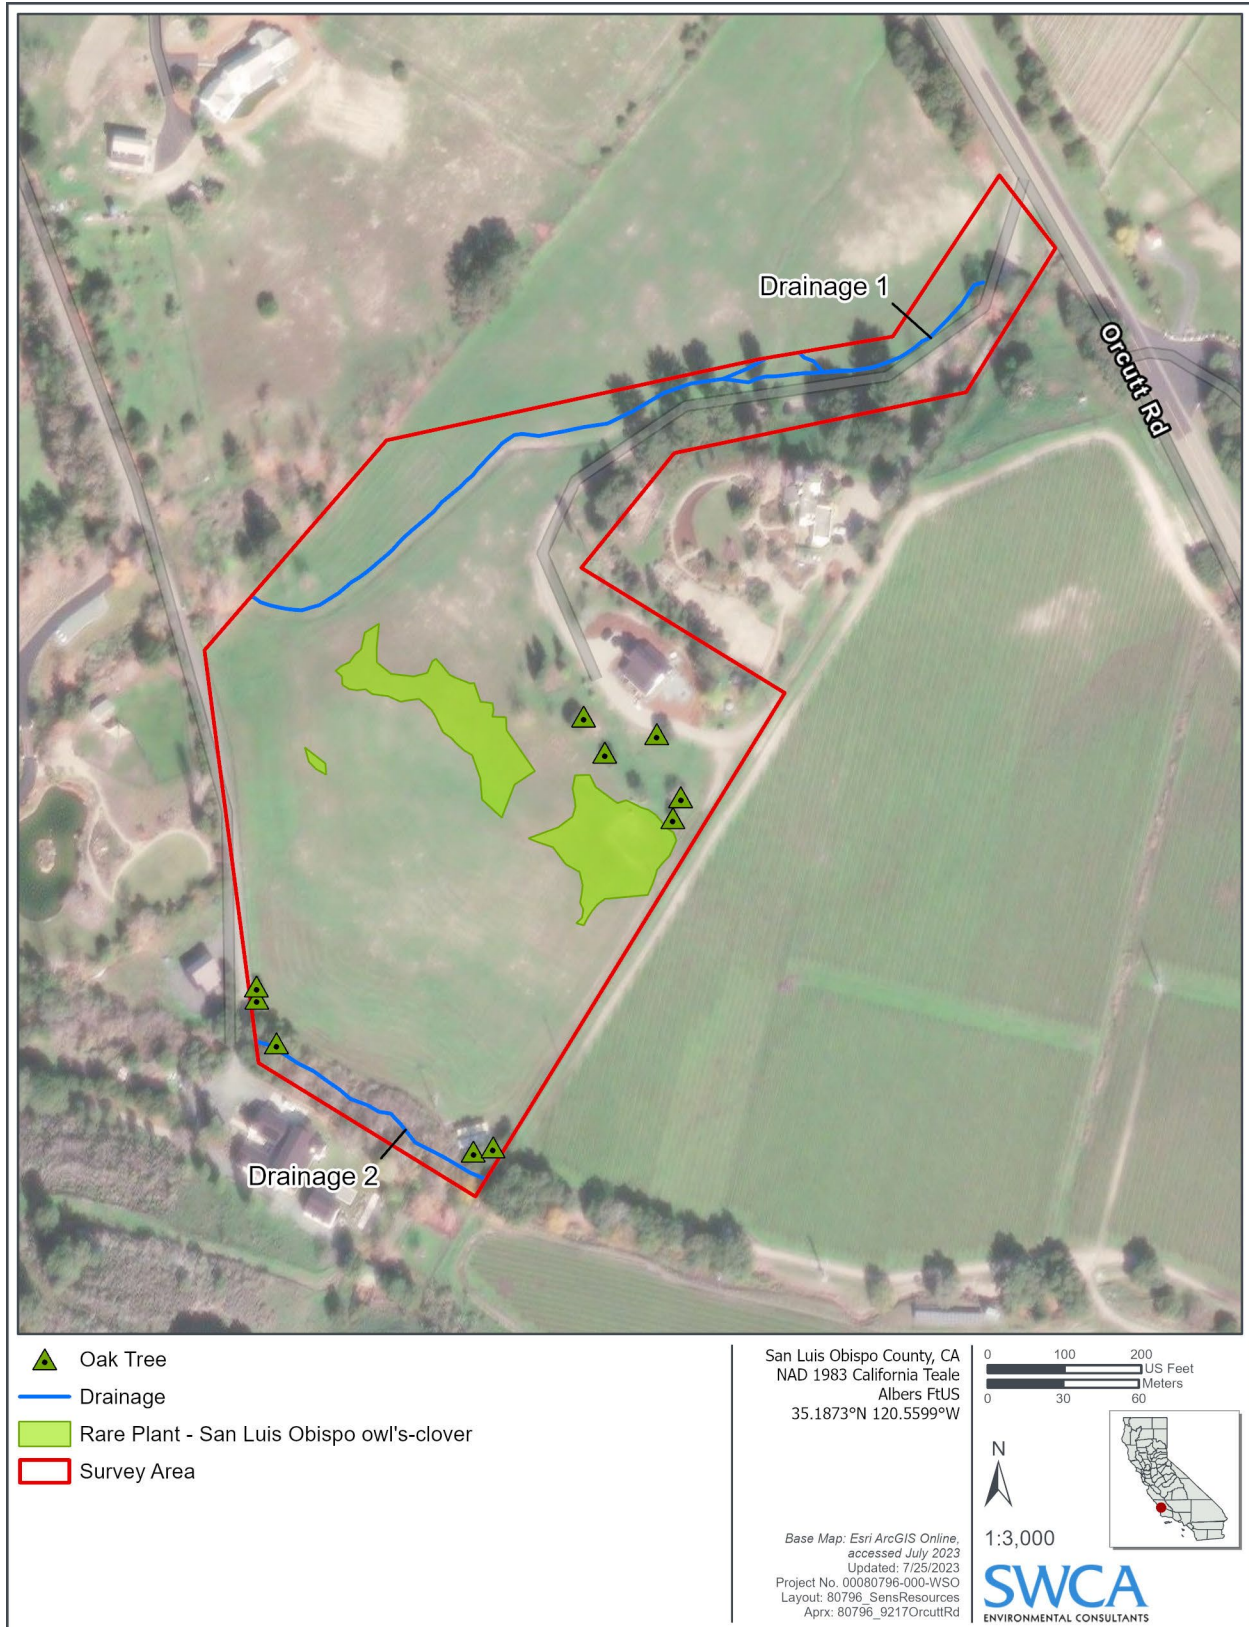 Drainage 1
Orcutt Rd
Drainage 2
Oak Tree
Drainage
Rare Plant - San Luis Obispo owl's-clover
Survey Area
San Luis Obispo County, CA
NAD 1983 California Teale
Albers FtUS
35.1873°N 120.5599°W
Base Map: Esri ArcGIS Online,
accessed July 2023
Updated: 7/25/2023
Project No. 00080796-000-WSO
Layout: 80796_SensResources
Aprx: 80796_9217OrcuttRd
0 100 200
US Feet
Meters
0 30 60
N
1:3,000
SWCA
ENVIRONMENTAL CONSULTANTS